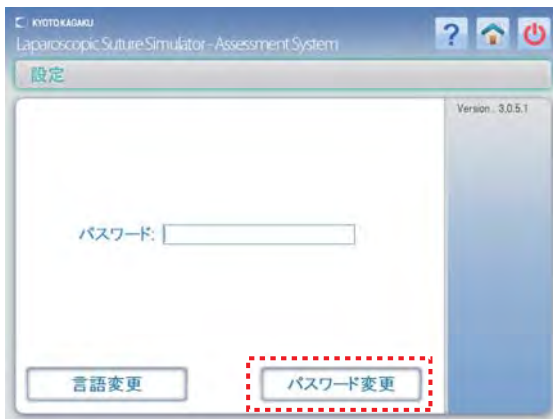 KYOTO KAGAKU
Laparoscopic Suture Simulator - Assessment System
?
設定
Version : 3.0.5.1
パスワード:
言語変更
パスワード変更